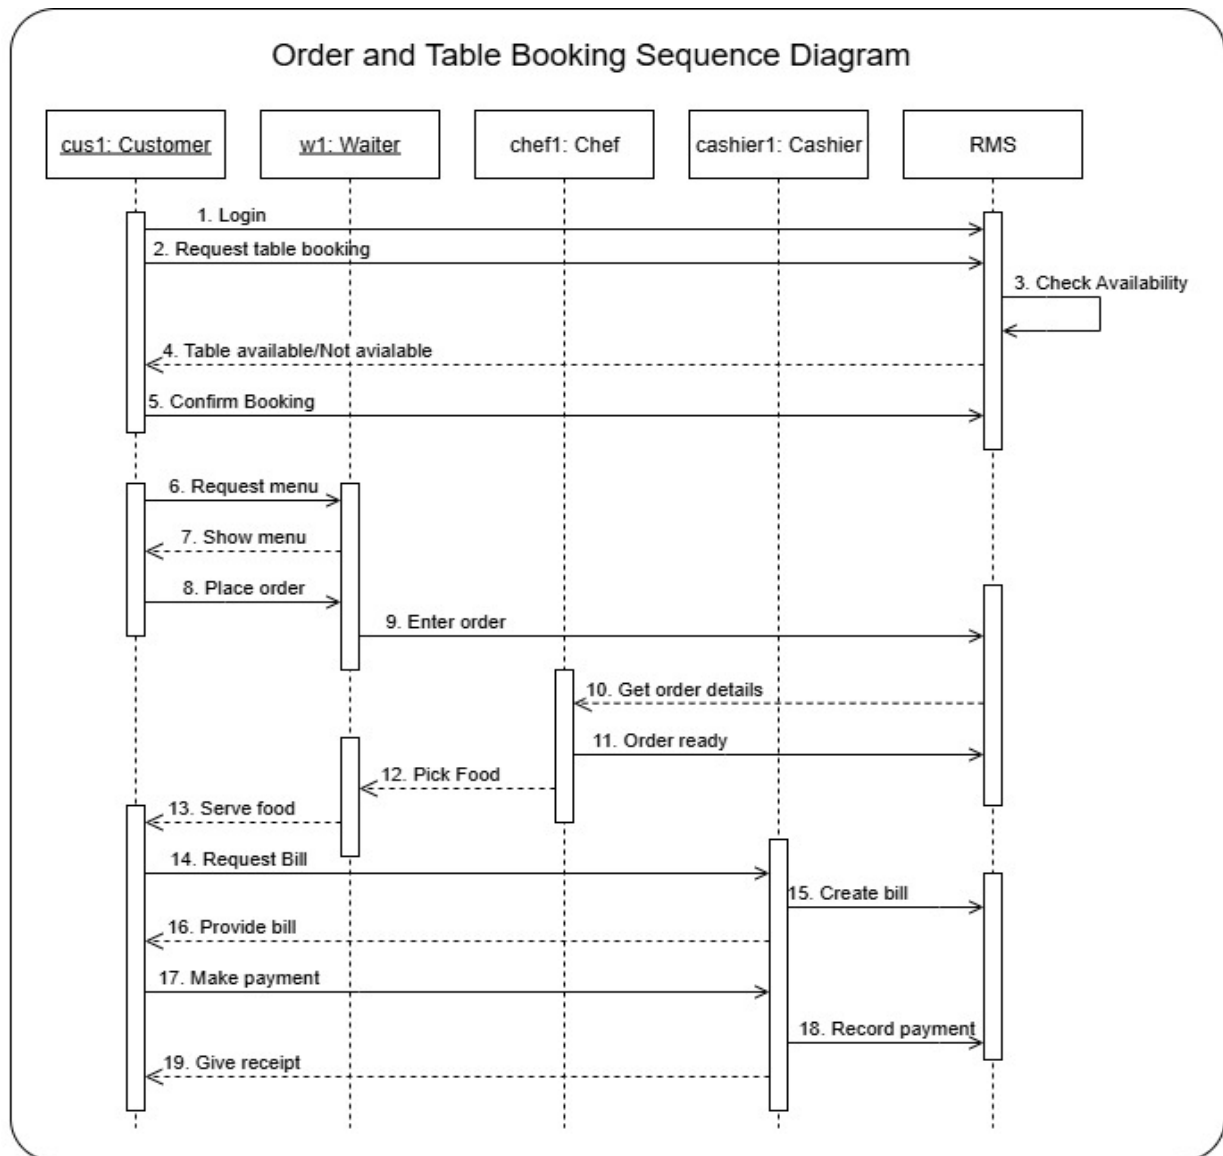 Order and Table Booking Sequence Diagram
cus1: Customer
w1: Waiter
chef1: Chef
cashier1: Cashier
RMS
1. Login
2. Request table booking
3. Check Availability
4. Table available/Not avialable
5. Confirm Booking
6. Request menu
7. Show menu
8. Place order
9. Enter order
10. Get order details
11. Order ready
12. Pick Food
13. Serve food
14. Request Bill
15. Create bill
16. Provide bill
17. Make payment
18. Record payment
19. Give receipt